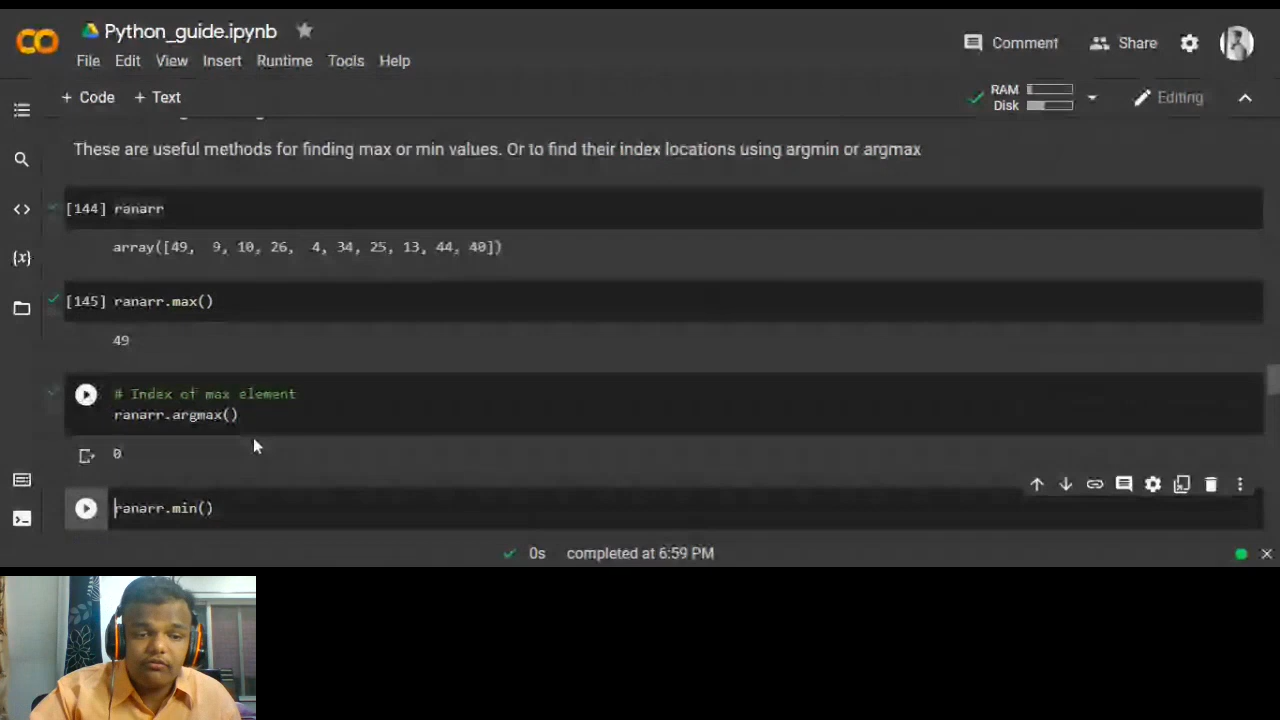 CO
Python_guide.ipynb
File Edit View Insert Runtime Tools Help
Comment
Share
+ Code + Text
RAM
Disk
Editing
These are useful methods for finding max or min values. Or to find their index locations using argmin or argmax
[144] ranarr
array([49, 9, 10, 26, 4, 34, 25, 13, 44, 40])
[145] ranarr.max()
49
# Index of max element
ranarr.argmax()
0
ranarr.min()
0s completed at 6:59 PM